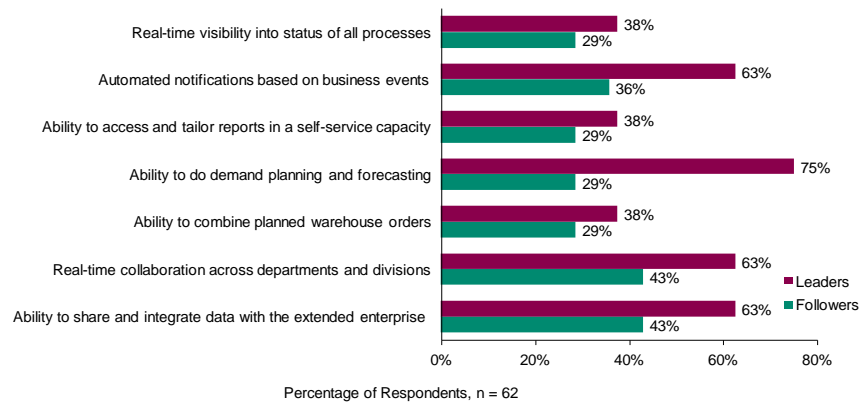 Real-time visibility into status of all processes
38%
29%
Automated notifications based on business events
63%
36%
Ability to access and tailor reports in a self-service capacity
38%
29%
Ability to do demand planning and forecasting
75%
29%
Ability to combine planned warehouse orders
38%
29%
Real-time collaboration across departments and divisions
63%
43%
Ability to share and integrate data with the extended enterprise
63%
43%
Leaders
Followers
0% 20% 40% 60% 80%
Percentage of Respondents, n = 62